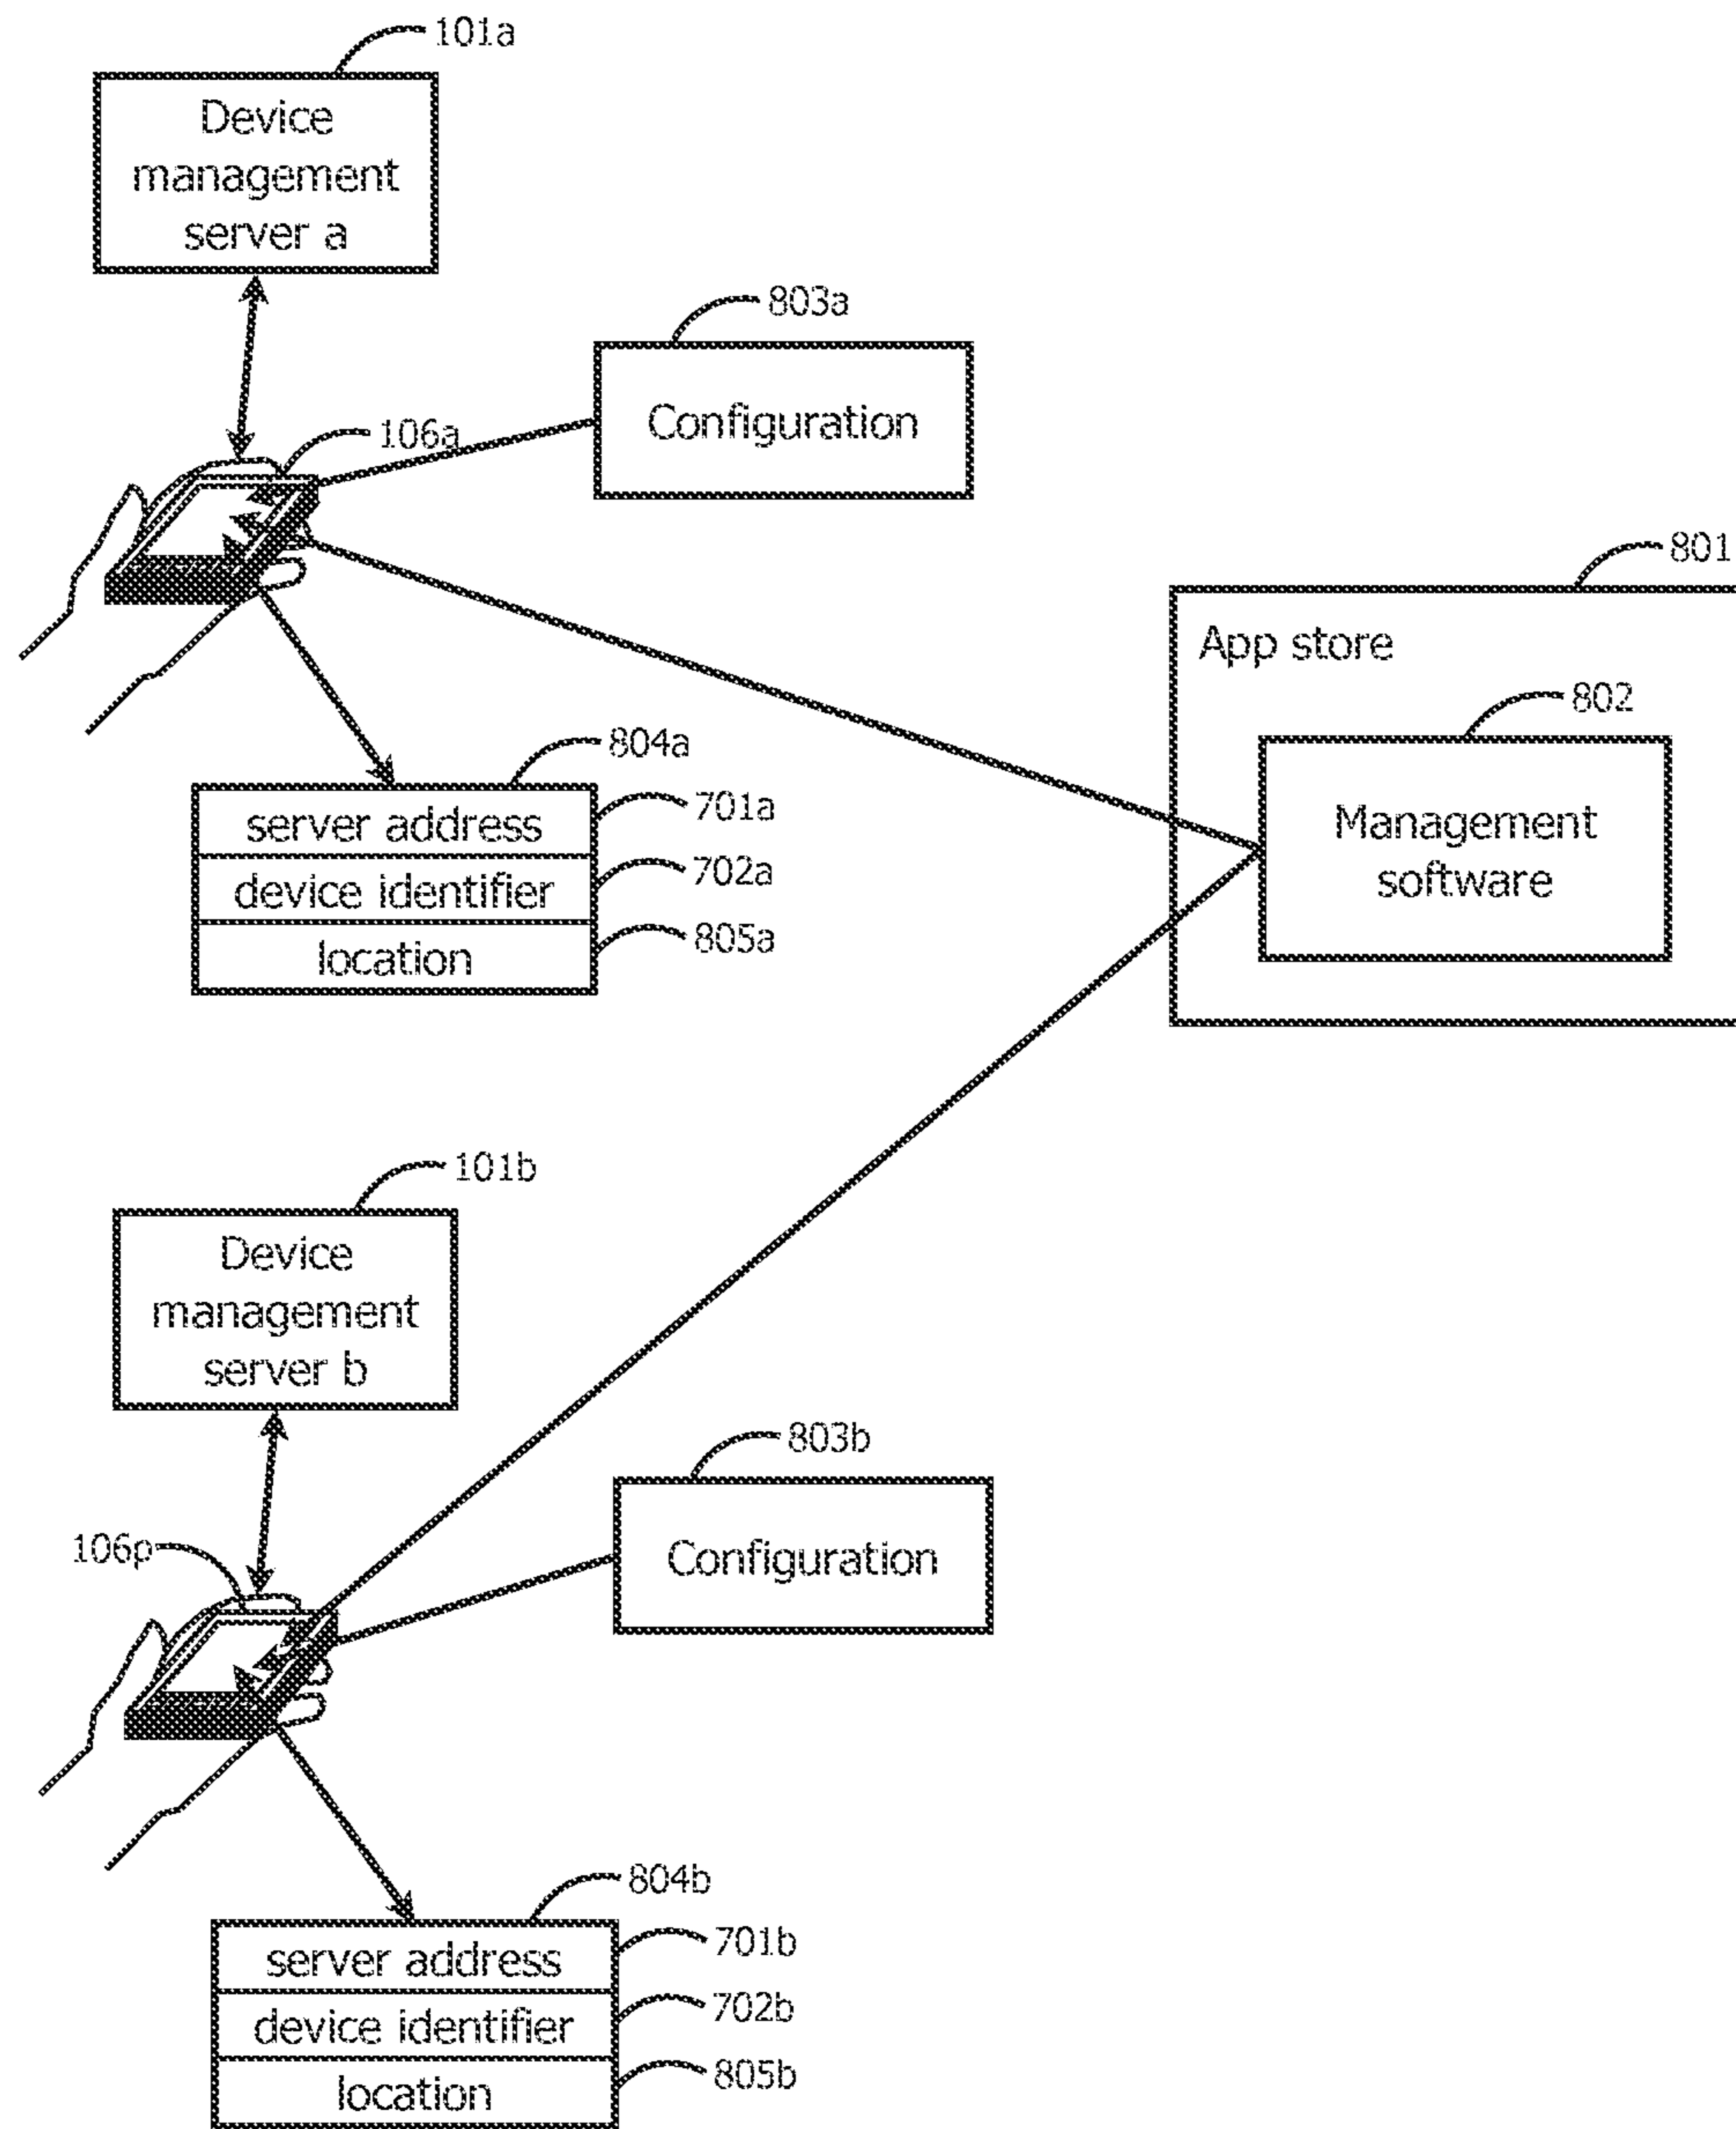 101a
Device
management
server a
803a
Configuration
106a
801
App store
802
Management
software
804a
server address
701a
device identifier
702a
location
805a
101b
Device
management
server b
803b
Configuration
106p
804b
server address
701b
device identifier
702b
location
805b